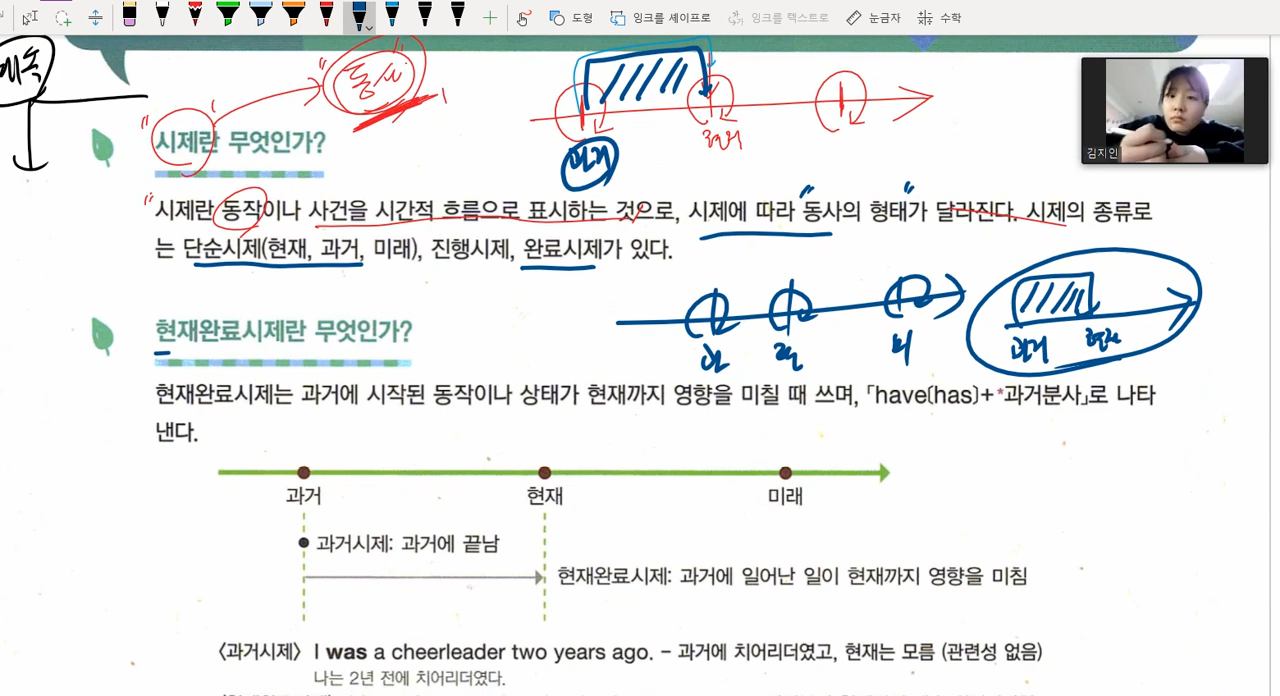 도형
잉크를 셰이프로
잉크를 텍스트로
눈금자
수학
예속
동사
과거
현재
김지인
시제란 무엇인가?
시제란 동작이나 사건을 시간적 흐름으로 표시하는 것으로, 시제에 따라 동사의 형태가 달라진다. 시제의 종류로
는 단순시제(현재, 과거, 미래), 진행시제, 완료시제가 있다.
과
현
미
과거
현재
현재완료시제란 무엇인가?
현재완료시제는 과거에 시작된 동작이나 상태가 현재까지 영향을 미칠 때 쓰며, 「have(has)+*과거분사」로 나타
낸다.
과거
현재
미래
과거시제: 과거에 끝남
현재완료시제: 과거에 일어난 일이 현재까지 영향을 미침
〈과거시제〉 I was a cheerleader two years ago. – 과거에 치어리더였고, 현재는 모름 (관련성 없음)
나는 2년 전에 치어리더였다.